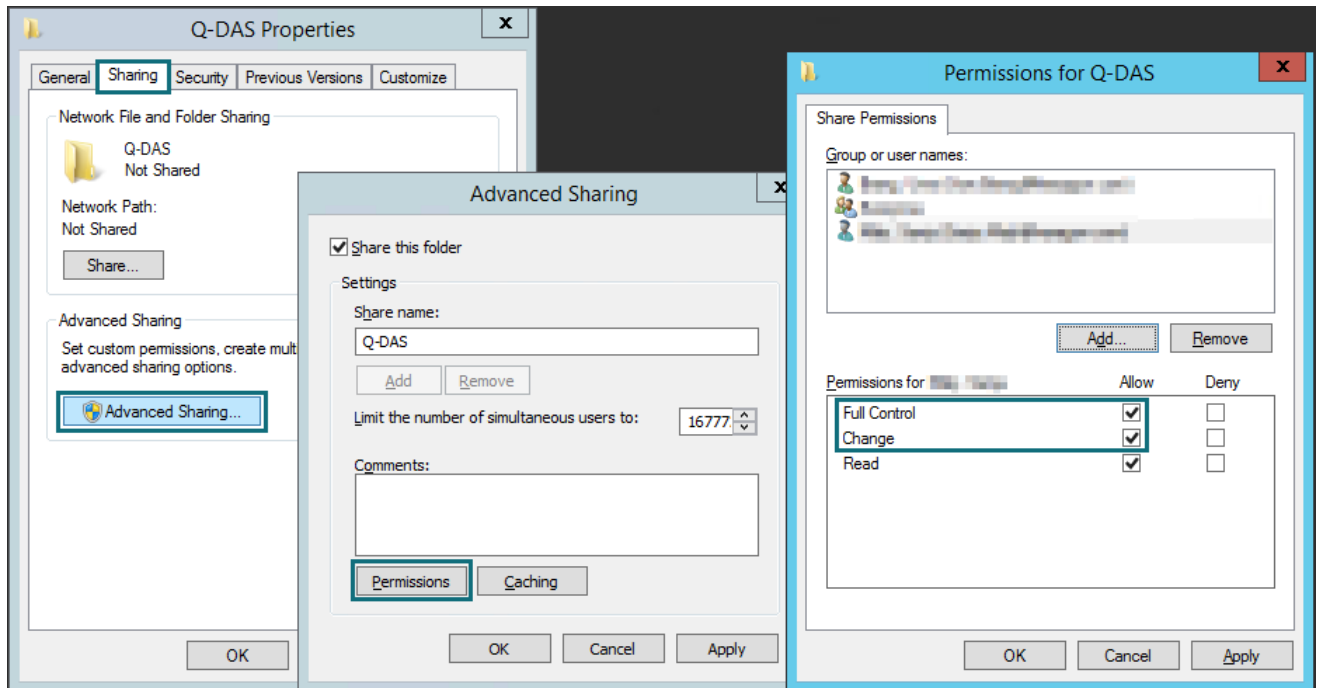 Q-DAS Properties
x
General
Sharing
Security
Previous Versions
Customize
Network File and Folder Sharing
Q-DAS
Not Shared
Network Path:
Not Shared
Share...
Advanced Sharing
Set custom permissions, create mult
advanced sharing options.
Advanced Sharing...
OK
Advanced Sharing
x
Share this folder
Settings
Share name:
Q-DAS
Add
Remove
Limit the number of simultaneous users to:
16777
Comments:
Permissions
Caching
OK
Cancel
Apply
Permissions for Q-DAS
x
Share Permissions
Group or user names:
Add...
Remove
Permissions for
Allow
Deny
Full Control
Change
Read
OK
Cancel
Apply